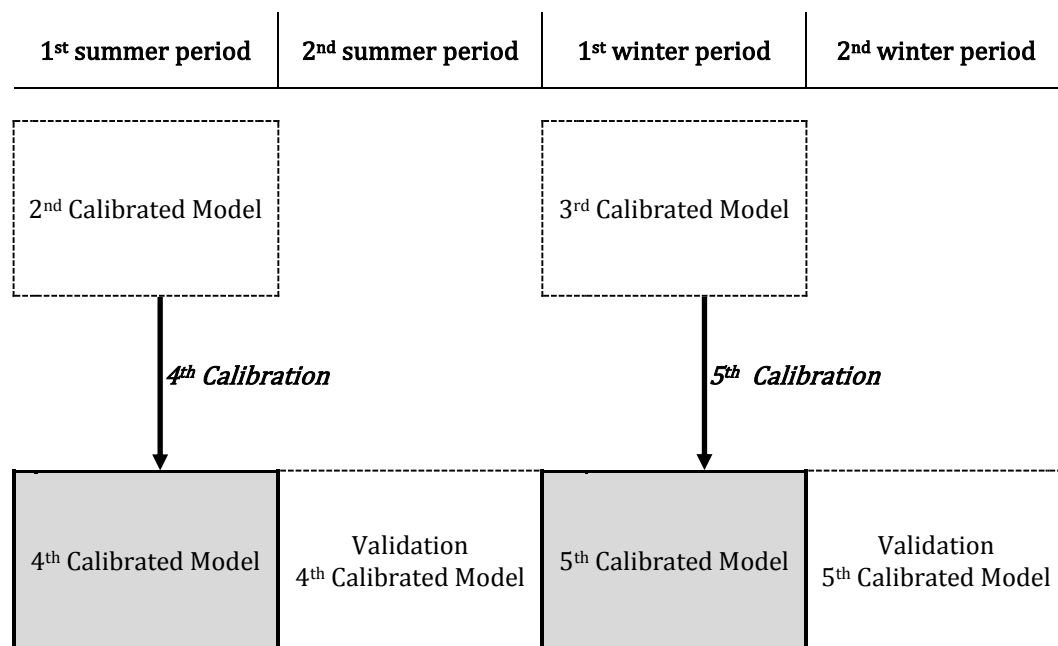 1st summer period
2nd summer period
1st winter period
2nd winter period
2nd Calibrated Model
3rd Calibrated Model
4th Calibration
5th Calibration
4th Calibrated Model
Validation
4th Calibrated Model
5th Calibrated Model
Validation
5th Calibrated Model